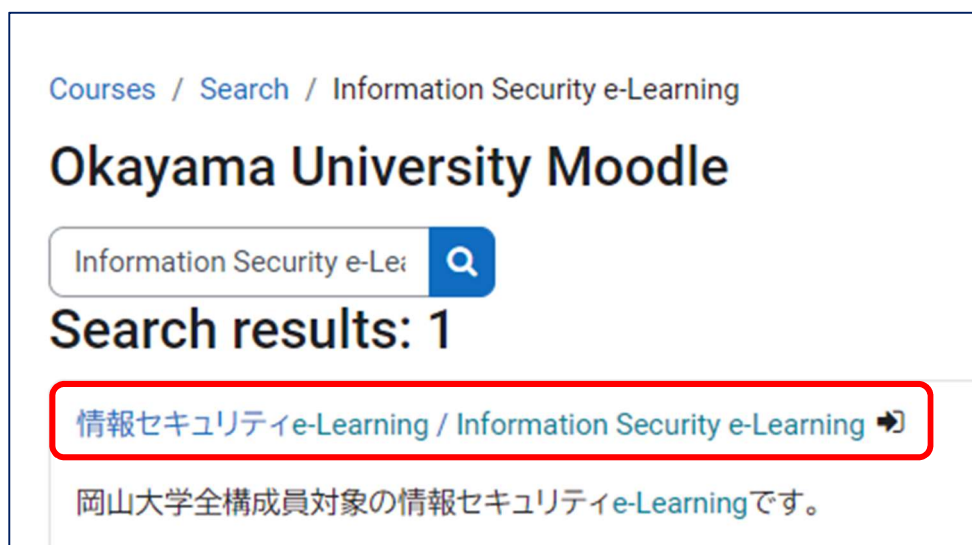 Courses / Search / Information Security e-Learning
Okayama University Moodle
Information Security e-Le
Search results: 1
情報セキュリティe-Learning / Information Security e-Learning
岡山大学全構成員対象の情報セキュリティe-Learningです。